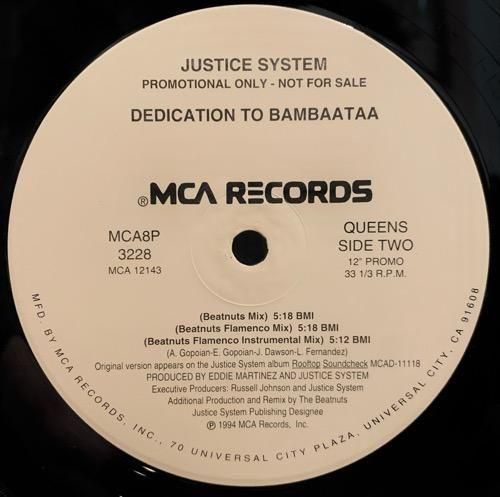 JUSTICE SYSTEM
PROMOTIONAL ONLY - NOT FOR SALE
DEDICATION TO BAMBAATAA
® MCA RECORDS
MCA8P
3228
MCA 12143
QUEENS
SIDE TWO
12" PROMO
33 1/3 R.P.M.
(Beatnuts Mix) 5:18 BMI
(Beatnuts Flamenco Mix) 5:18 BMI
(Beatnuts Flamenco Instrumental Mix) 5:12 BMI
(A. Gopoian-E. Gopoian-J. Dawson-L. Fernandez)
Original version appears on the Justice System album Rooftop Soundcheck MCAD-11118
PRODUCED BY EDDIE MARTINEZ AND JUSTICE SYSTEM
Executive Producers: Russell Johnson and Justice System
Additional Production and Remix by The Beatnuts
Justice System Publishing Designee
℗ 1994 MCA Records, Inc.
MFD. BY MCA RECORDS, INC., 70 UNIVERSAL CITY PLAZA, UNIVERSAL CITY, CA 91608